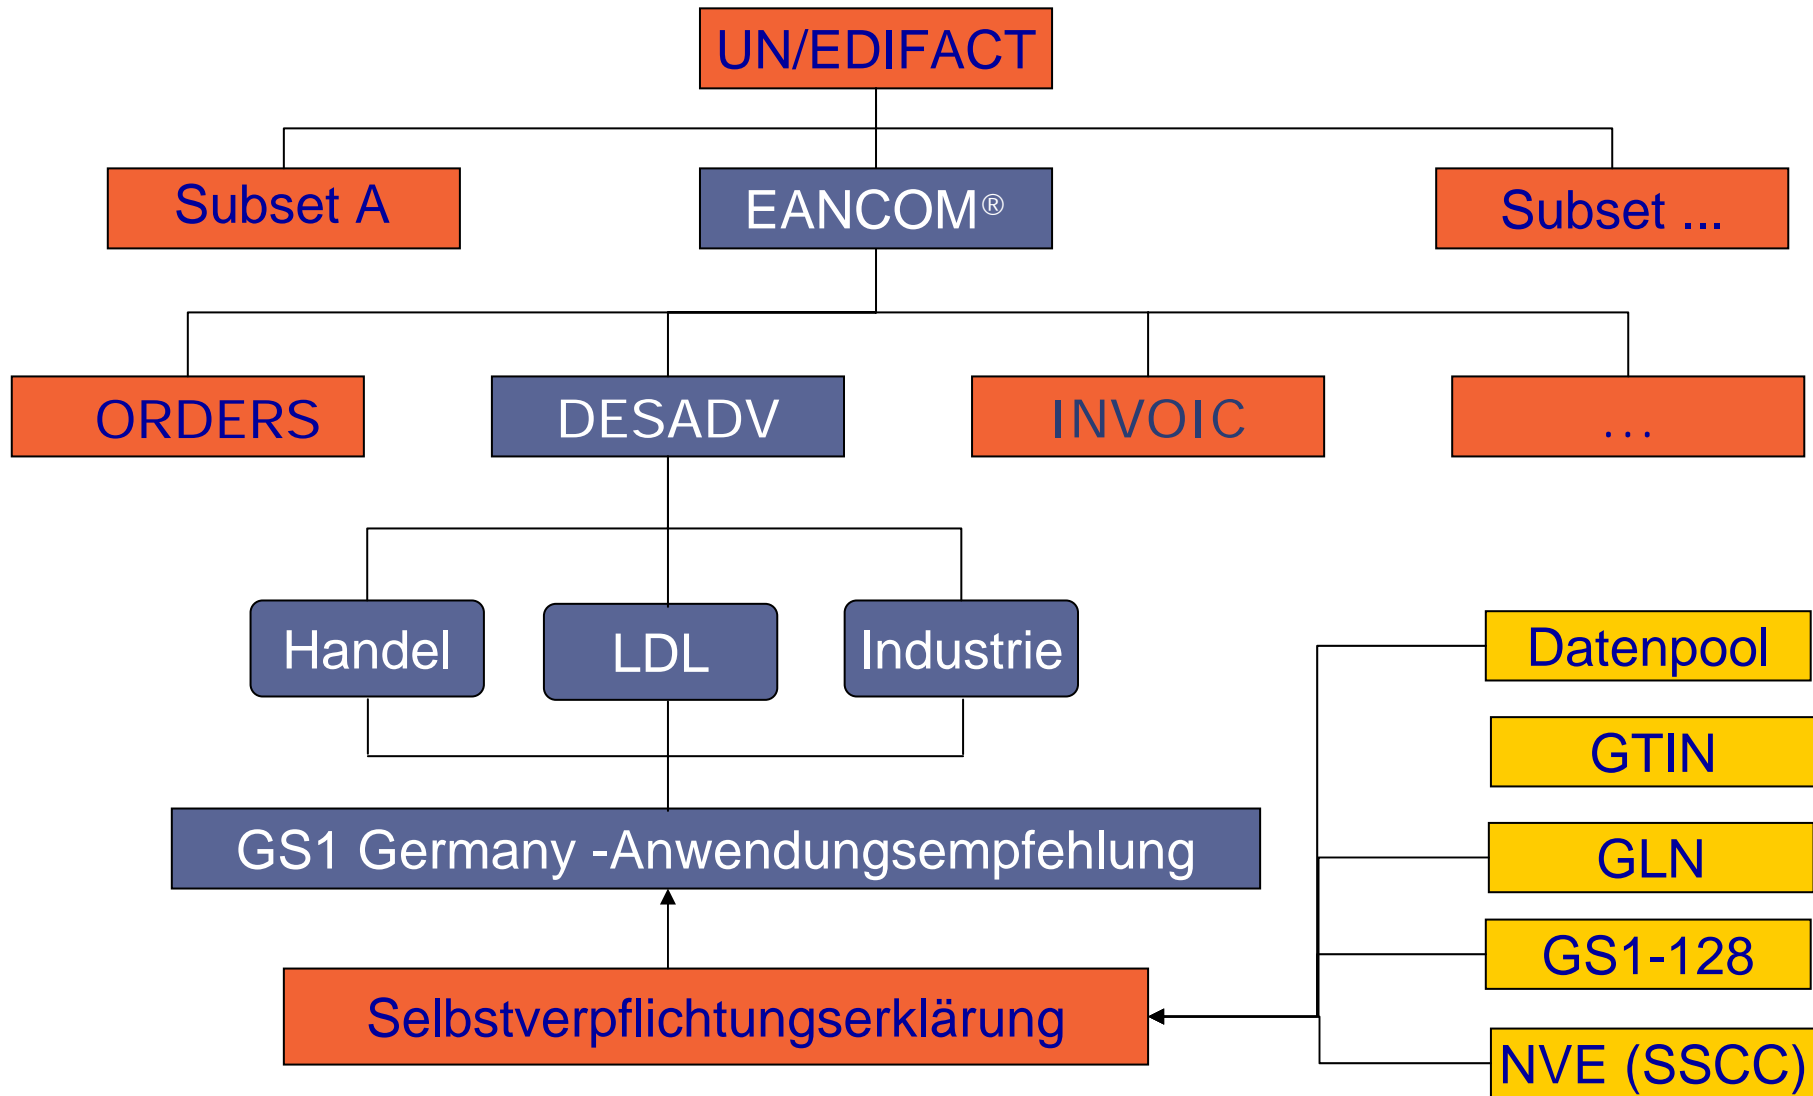 UN/EDIFACT
Subset A
EANCOM®
Subset ...
ORDERS
DESADV
INVOIC
...
Handel
LDL
Industrie
Datenpool
GTIN
GLN
GS1 Germany -Anwendungsempfehlung
GS1-128
Selbstverpflichtungserklärung
NVE (SSCC)